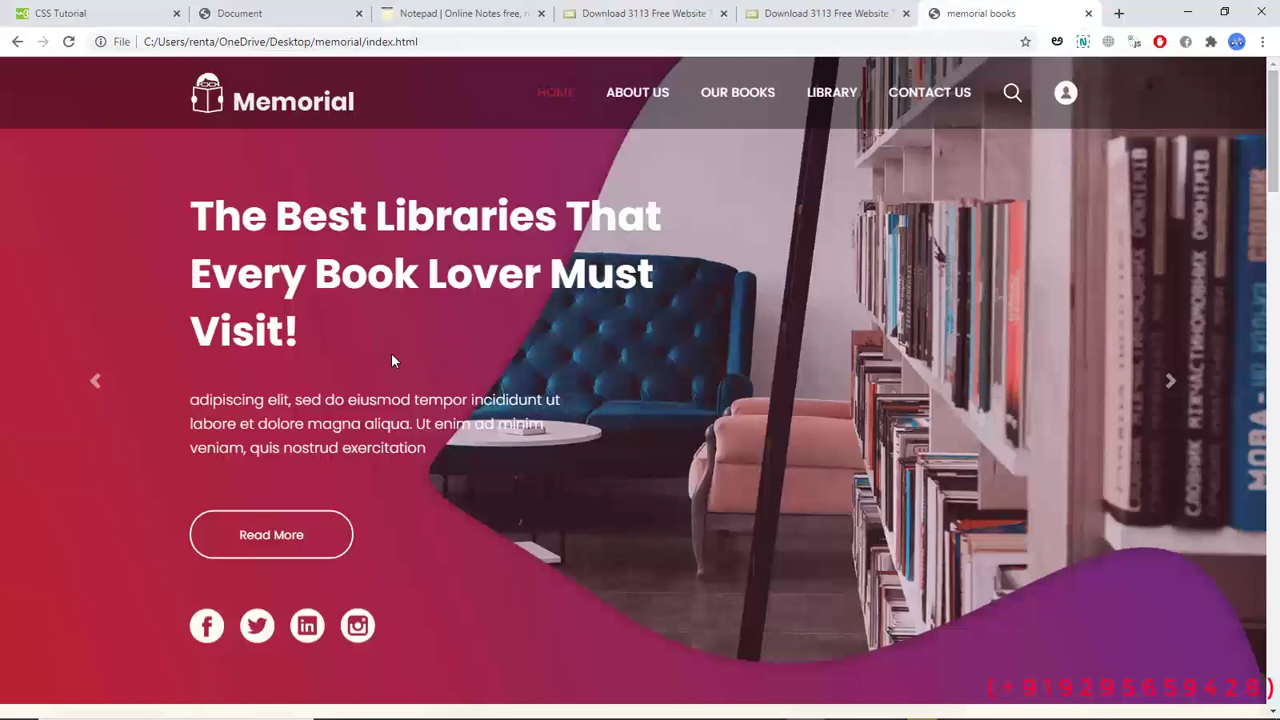 CSS Tutorial
Document
Notepad | Online Notes free, n
Download 3113 Free Website T
Download 3113 Free Website T
memorial books
File
C:/Users/renta/OneDrive/Desktop/memorial/index.html
Memorial
HOME
ABOUT US
OUR BOOKS
LIBRARY
CONTACT US
The Best Libraries That
Every Book Lover Must
Visit!
adipiscing elit, sed do eiusmod tempor incididunt ut
labore et dolore magna aliqua. Ut enim ad minim
veniam, quis nostrud exercitation
Read More
СЛОВНИК МІЖЧАСТИНОМОВНИХ ОМОНІМІВ
(+919295659428)